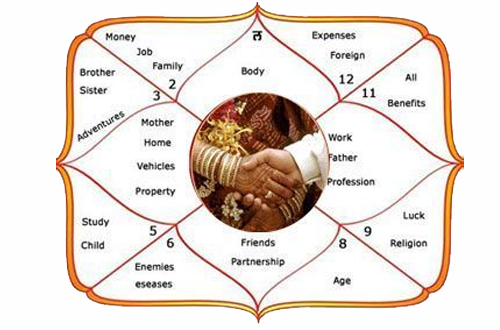 Money
Job
Family
2
ਲ
Body
Expenses
Foreign
12
Brother
Sister
3
Adventures
11
All
Benefits
Mother
Home
Vehicles
Property
Work
Father
Profession
Study
Child
5
6
Enemies
eseases
Friends
Partnership
8
9
Luck
Religion
Age